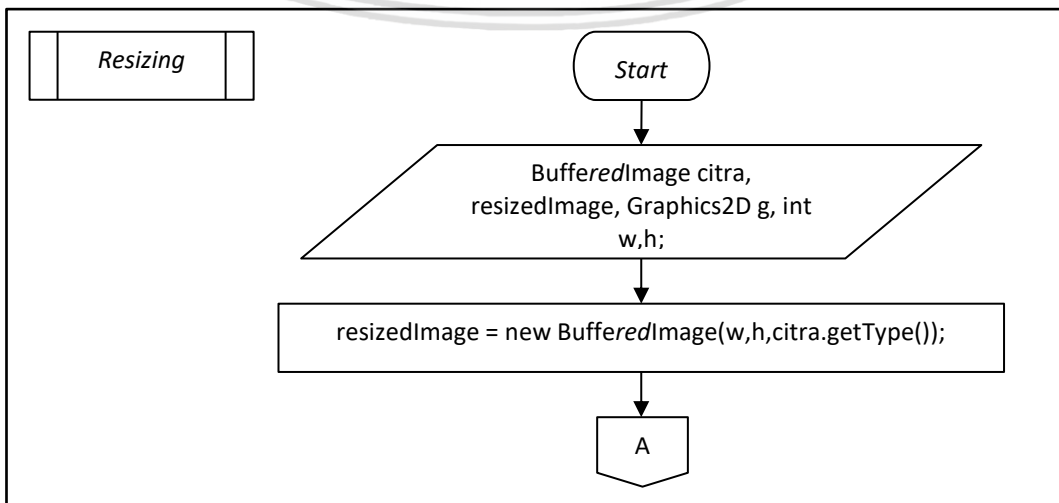 Resizing
Start
BufferedImage citra,
resizedImage, Graphics2D g, int
w,h;
resizedImage = new BufferedImage(w,h,citra.getType());
A